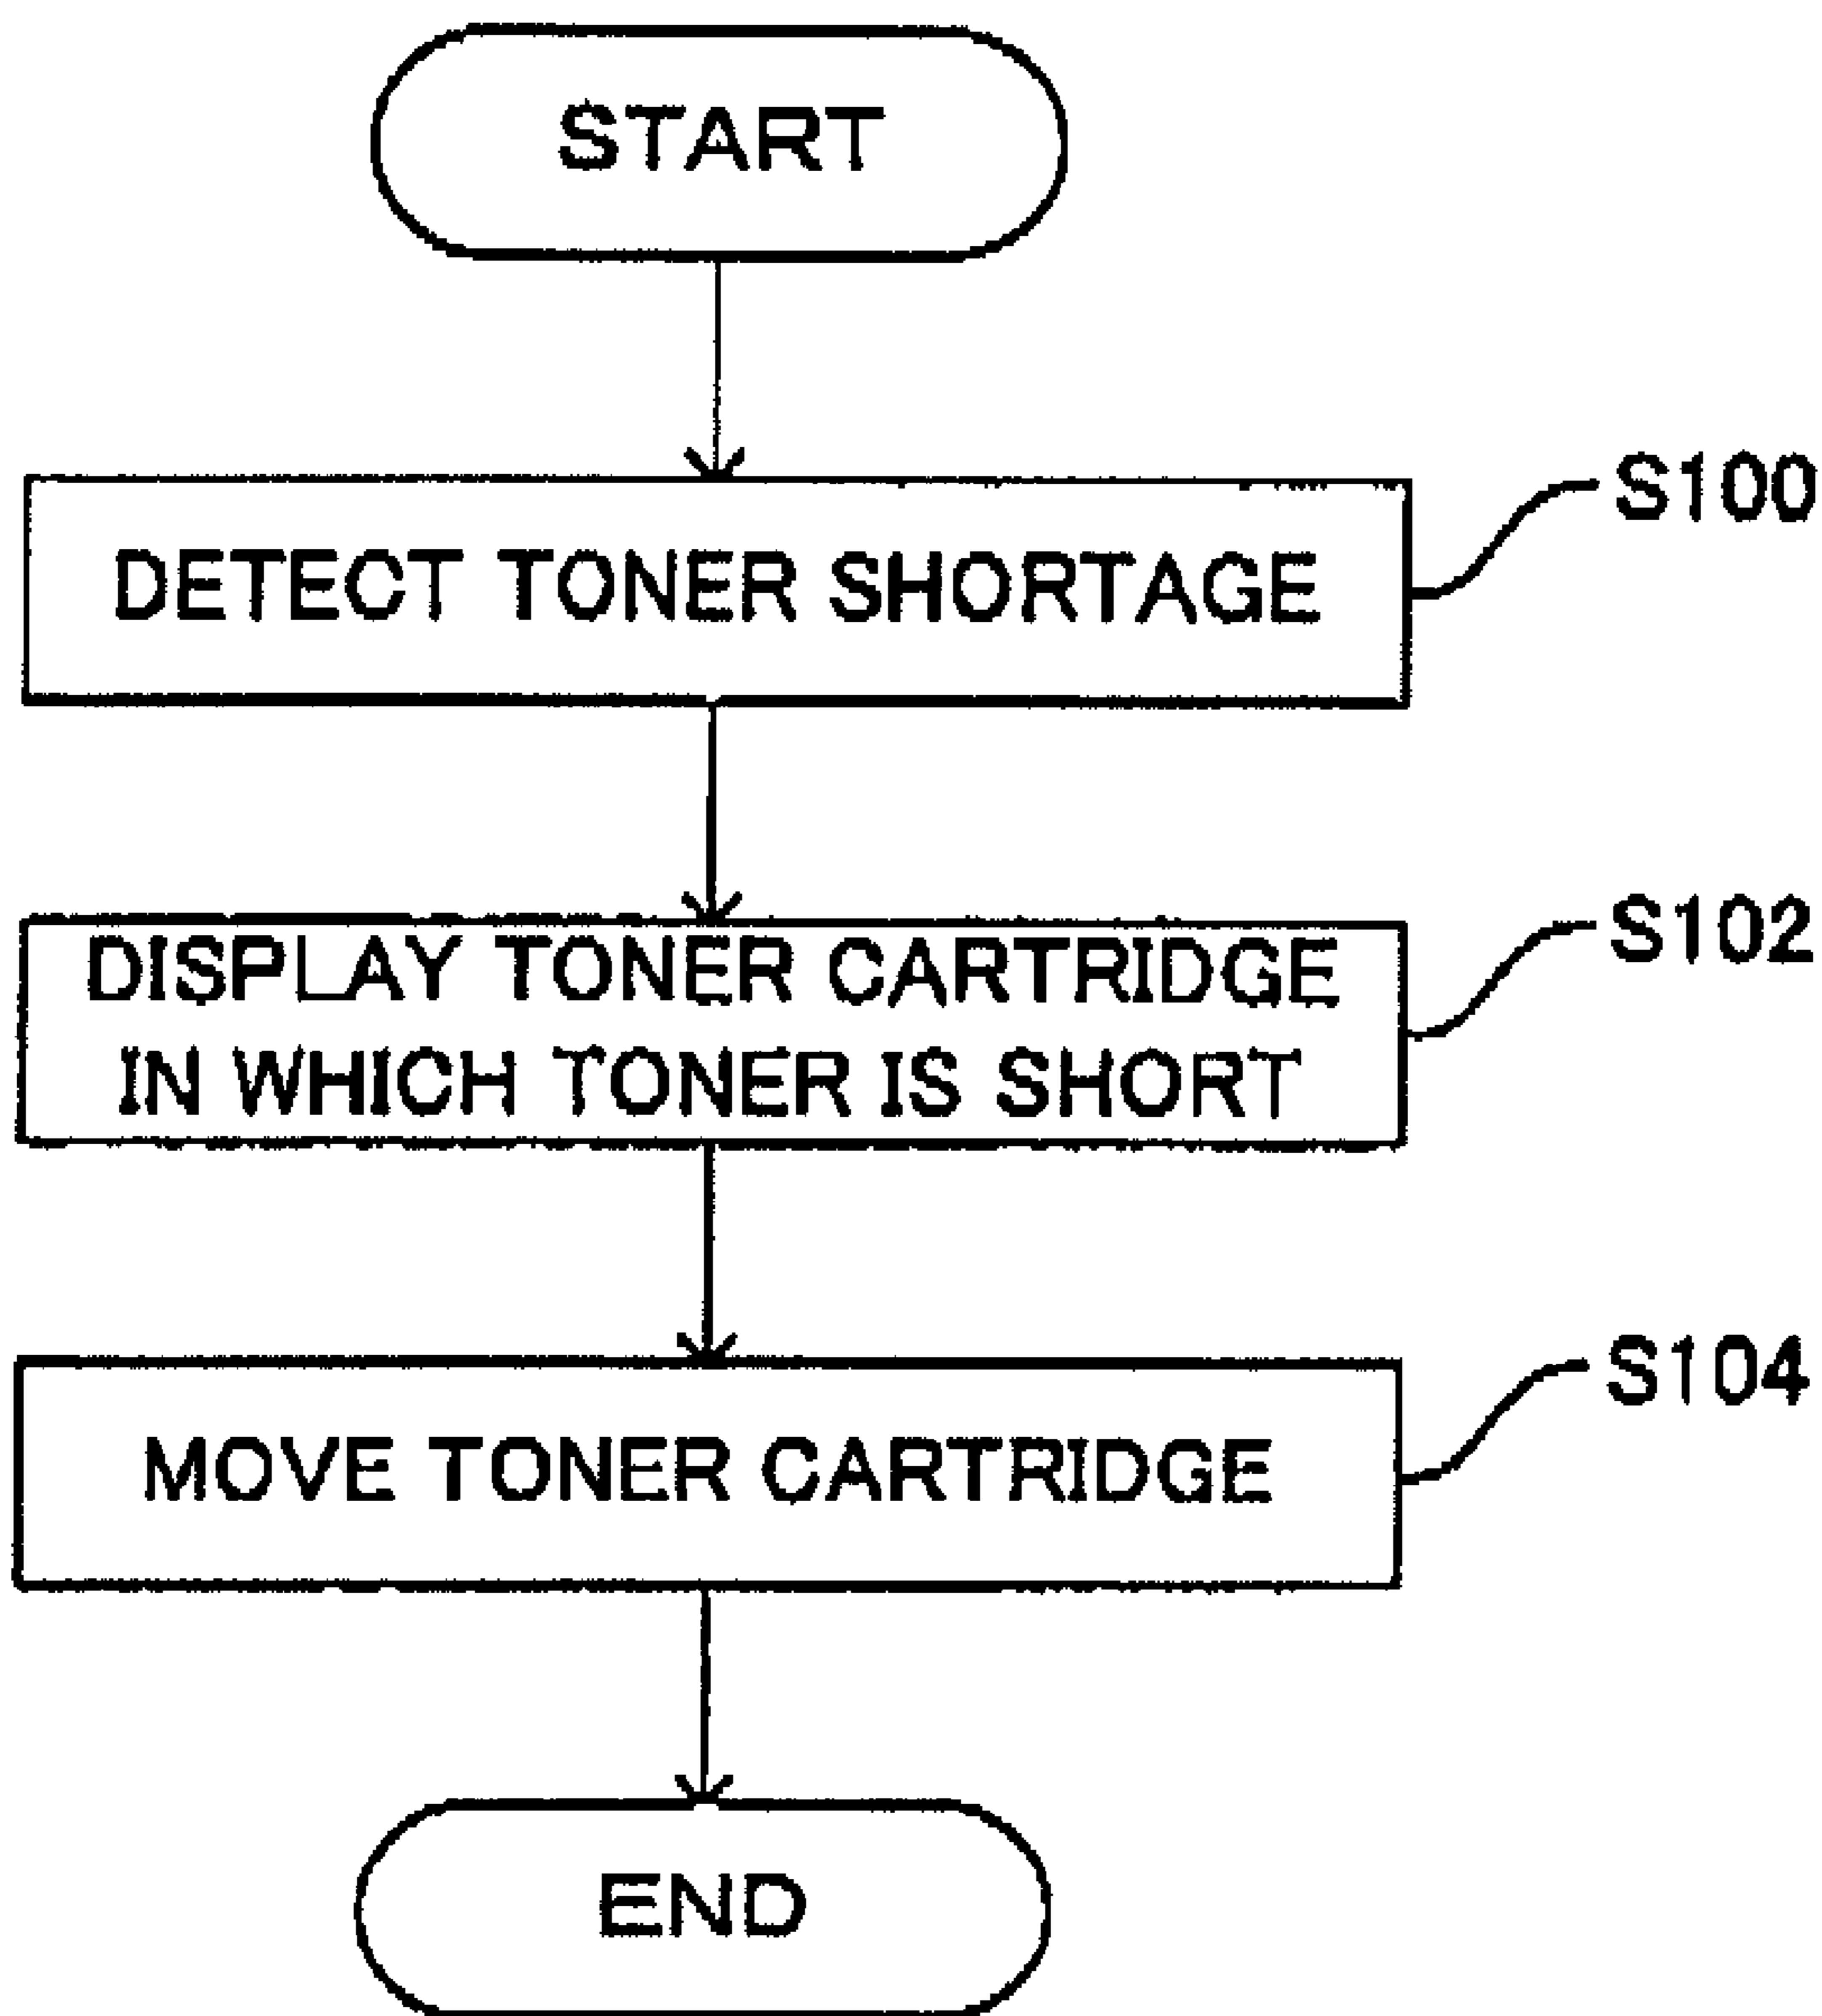 START
DETECT TONER SHORTAGE
S100
DISPLAY TONER CARTRIDGE
IN WHICH TONER IS SHORT
S102
MOVE TONER CARTRIDGE
S104
END